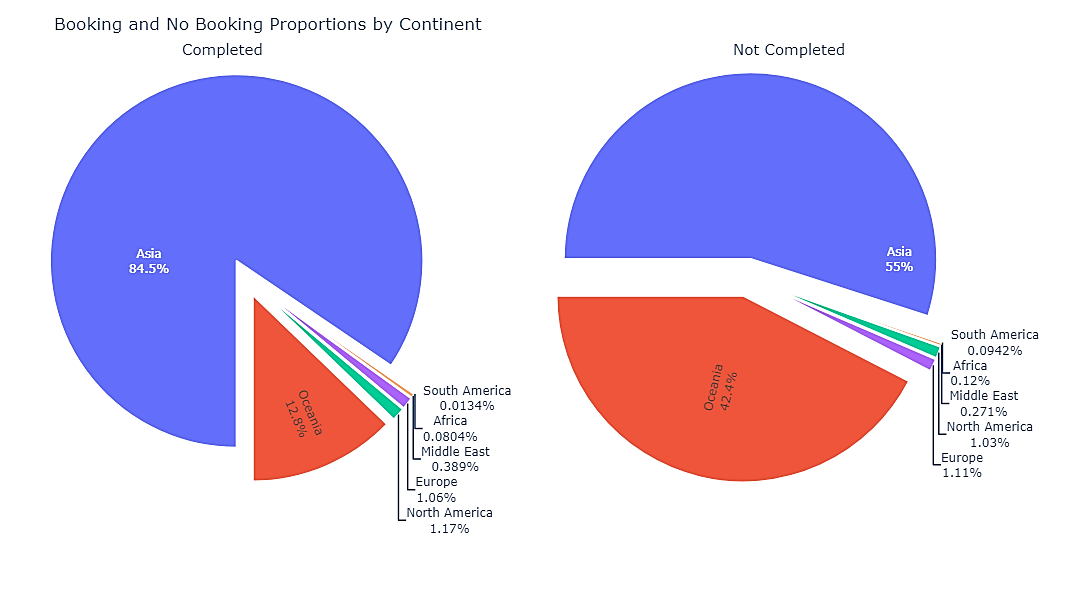 Booking and No Booking Proportions by Continent
Completed
Asia
84.5%
Oceania
12.8%
South America
0.0134%
Africa
0.0804%
Middle East
0.389%
Europe
1.06%
North America
1.17%
Not Completed
Asia
55%
Oceania
42.4%
South America
0.0942%
Africa
0.12%
Middle East
0.271%
North America
1.03%
Europe
1.11%